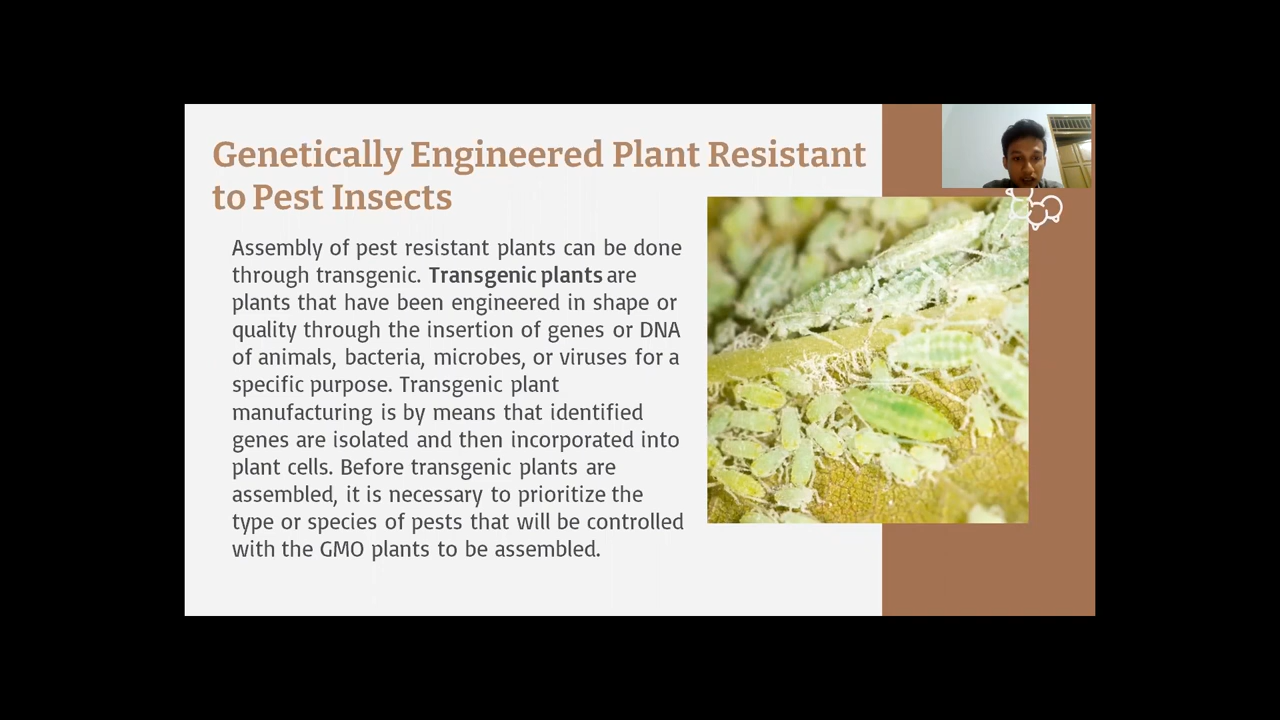 Genetically Engineered Plant Resistant
to Pest Insects
Assembly of pest resistant plants can be done
through transgenic. Transgenic plants are
plants that have been engineered in shape or
quality through the insertion of genes or DNA
of animals, bacteria, microbes, or viruses for a
specific purpose. Transgenic plant
manufacturing is by means that identified
genes are isolated and then incorporated into
plant cells. Before transgenic plants are
assembled, it is necessary to prioritize the
type or species of pests that will be controlled
with the GMO plants to be assembled.